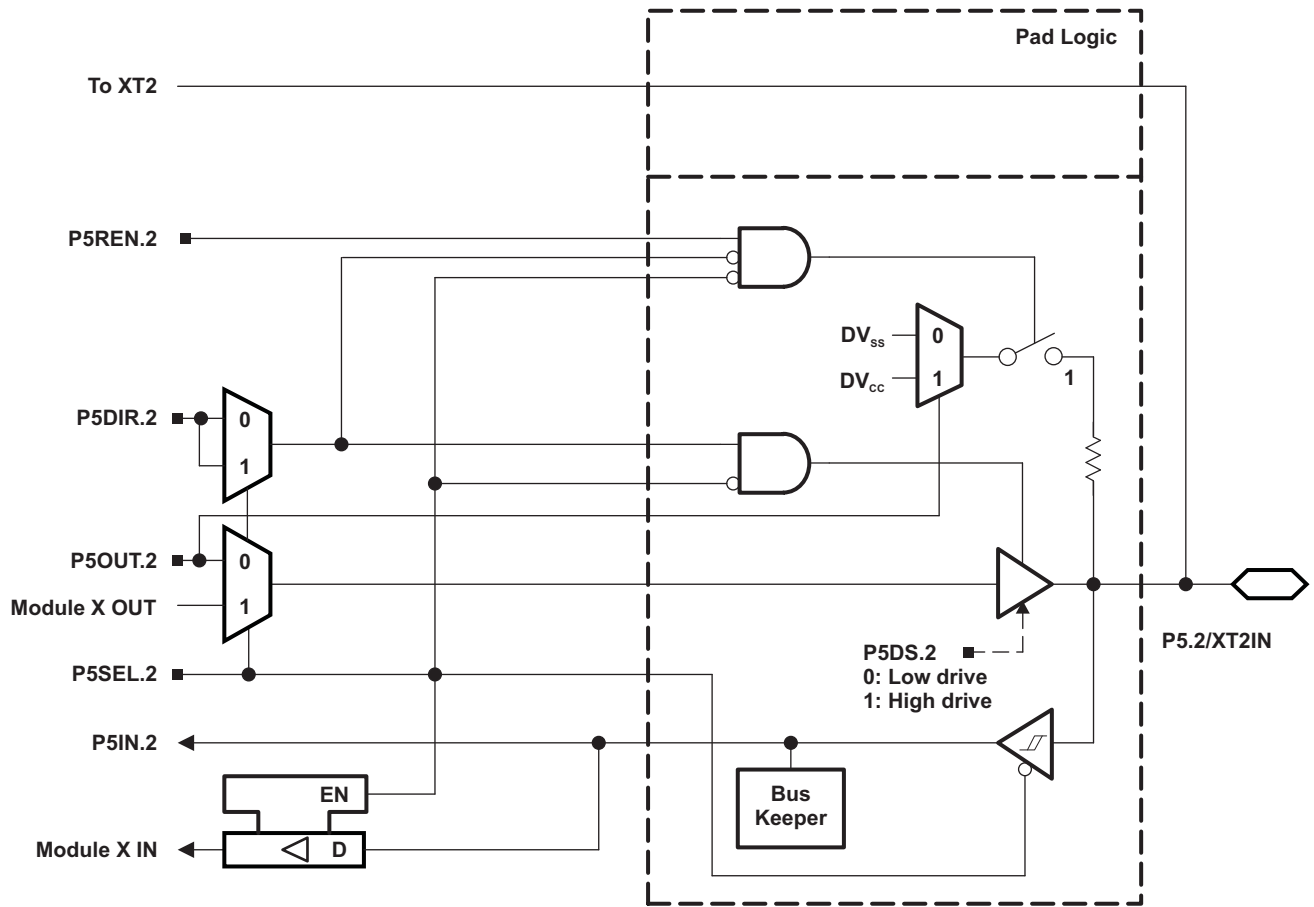 Pad Logic
To XT2
P5REN.2
DVSS
0
DVCC
1
1
P5DIR.2
0
1
P5OUT.2
0
Module X OUT
1
P5DS.2
0: Low drive
1: High drive
P5.2/XT2IN
P5SEL.2
P5IN.2
EN
Bus
Keeper
Module X IN
D